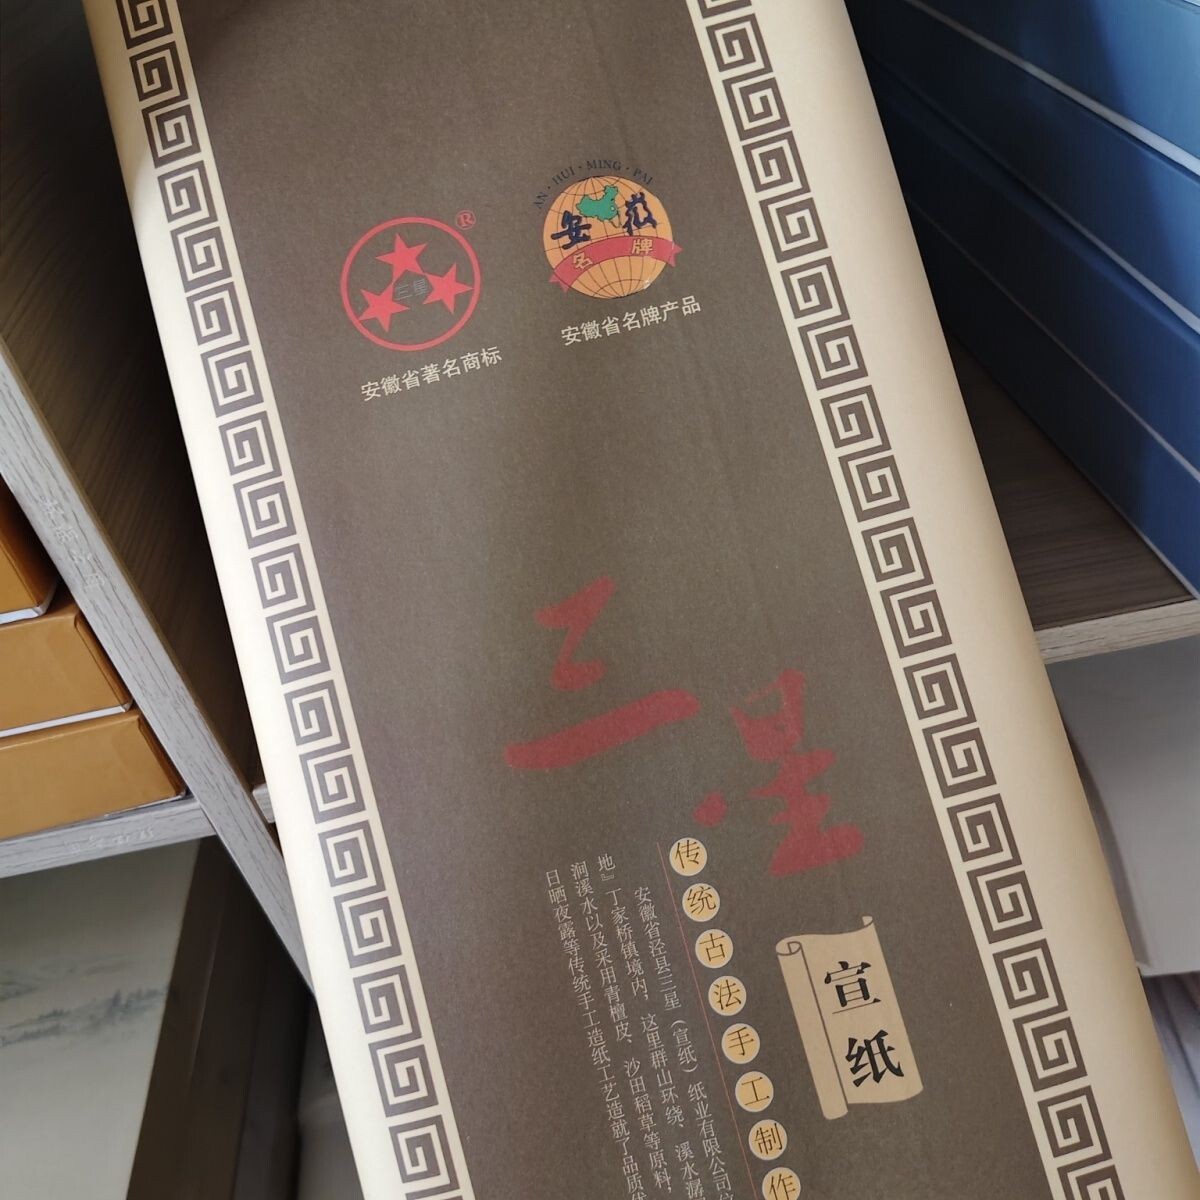 AN·HUI·MING·PAI
安徽
名牌
®
三星
安徽省著名商标
安徽省名牌产品
三星
宣纸
传统古法手工制作
安徽省泾县三星（宣纸）纸业有限公司
地』丁家桥镇境内，这里群山环绕、溪水潺
涧溪水以及采用青檀皮、沙田稻草等原料，
日晒夜露等传统手工造纸工艺造就了品质